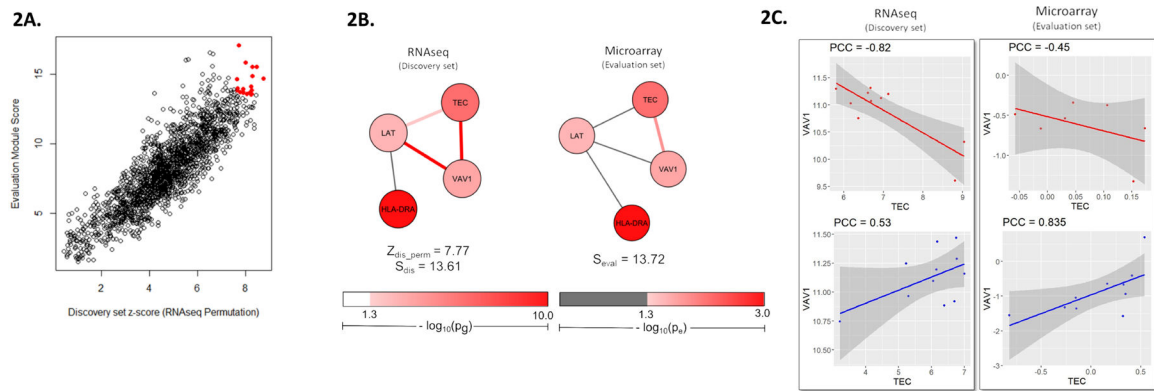 2A.
Evaluation Module Score
15
10
5
2
4
6
8
Discovery set z-score (RNAseq Permutation)
2B.
RNAseq
(Discovery set)
TEC
LAT
VAV1
HLA-DRA
Zdis_perm = 7.77
Sdis = 13.61
1.3
10.0
- log10(pg)
Microarray
(Evaluation set)
TEC
LAT
VAV1
HLA-DRA
Seval = 13.72
1.3
3.0
- log10(pe)
2C.
RNAseq
(Discovery set)
PCC = -0.82
VAV1
11.5
11.0
10.5
10.0
9.5
6
7
8
9
TEC
Microarray
(Evaluation set)
PCC = -0.45
VAV1
0.0
-0.5
-1.0
-0.05
0.00
0.05
0.10
0.15
TEC
PCC = 0.53
VAV1
11.50
11.25
11.00
10.75
10.50
4
5
6
7
TEC
PCC = 0.835
VAV1
0
-1
-2
-3
-0.5
0.0
0.5
TEC